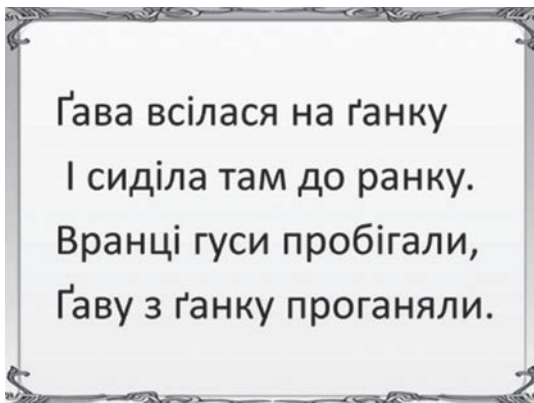 Ґава всілася на ґанку
І сиділа там до ранку.
Вранці гуси пробігали,
Ґаву з ґанку проганяли.